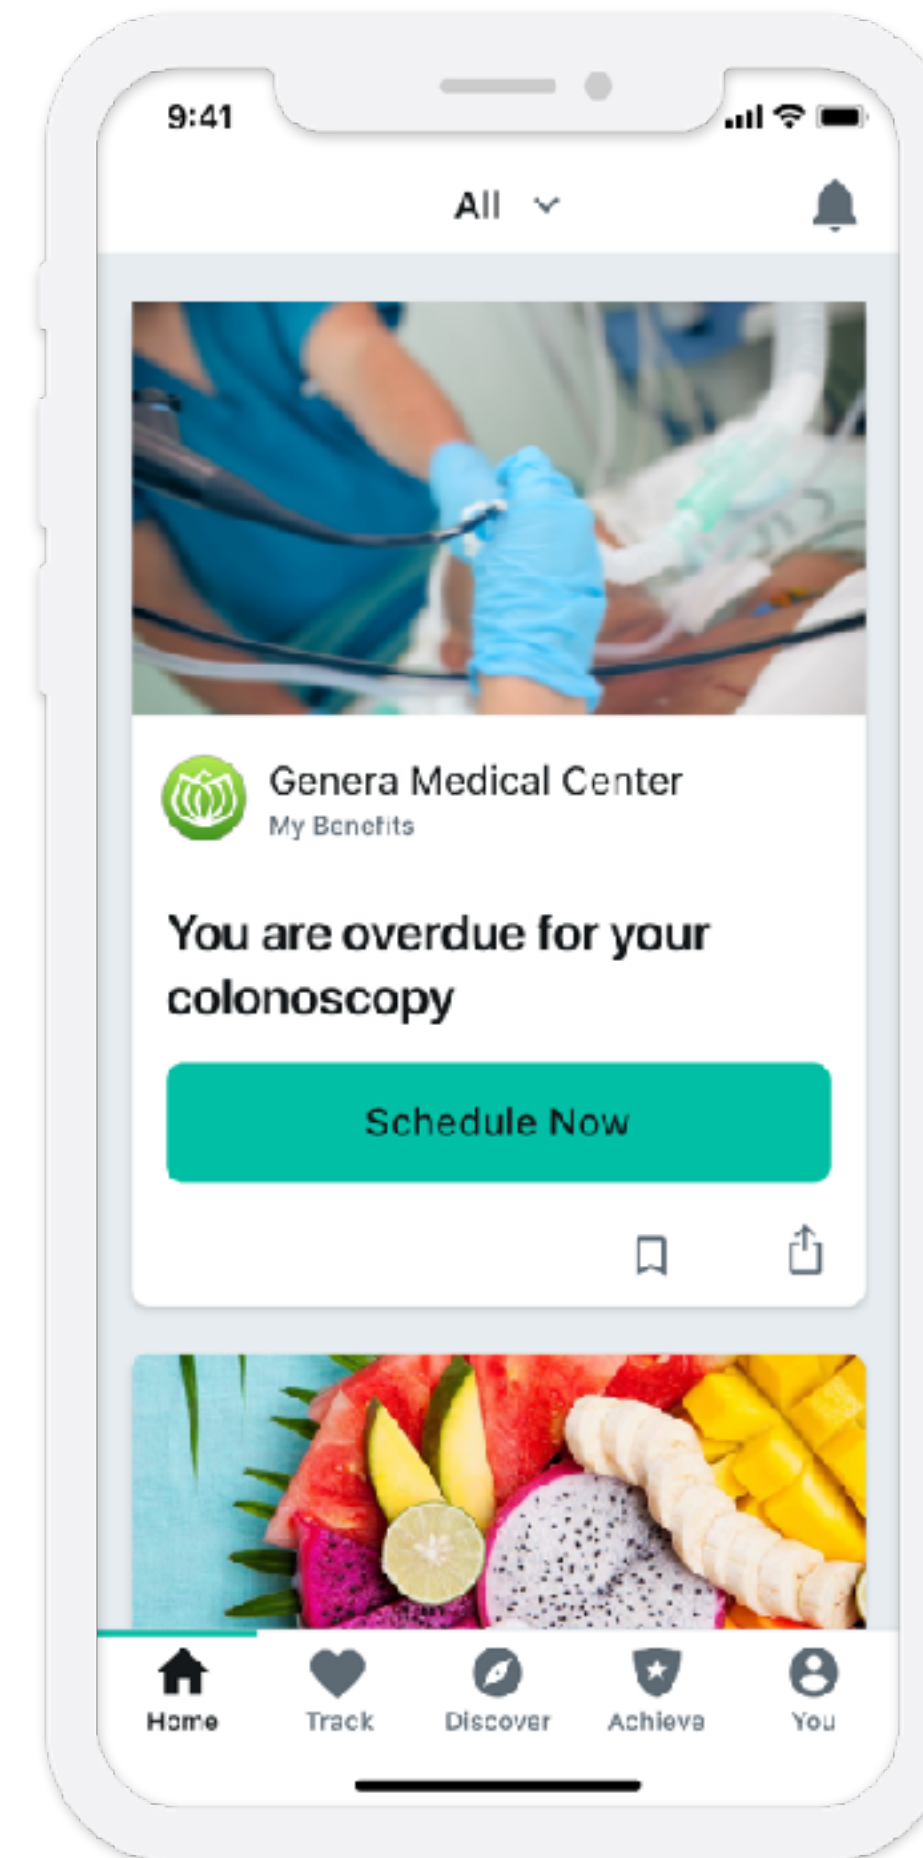 9:41
All
Genera Medical Center
My Benefits
You are overdue for your
colonoscopy
Schedule Now
Home
Track
Discover
Achieve
You